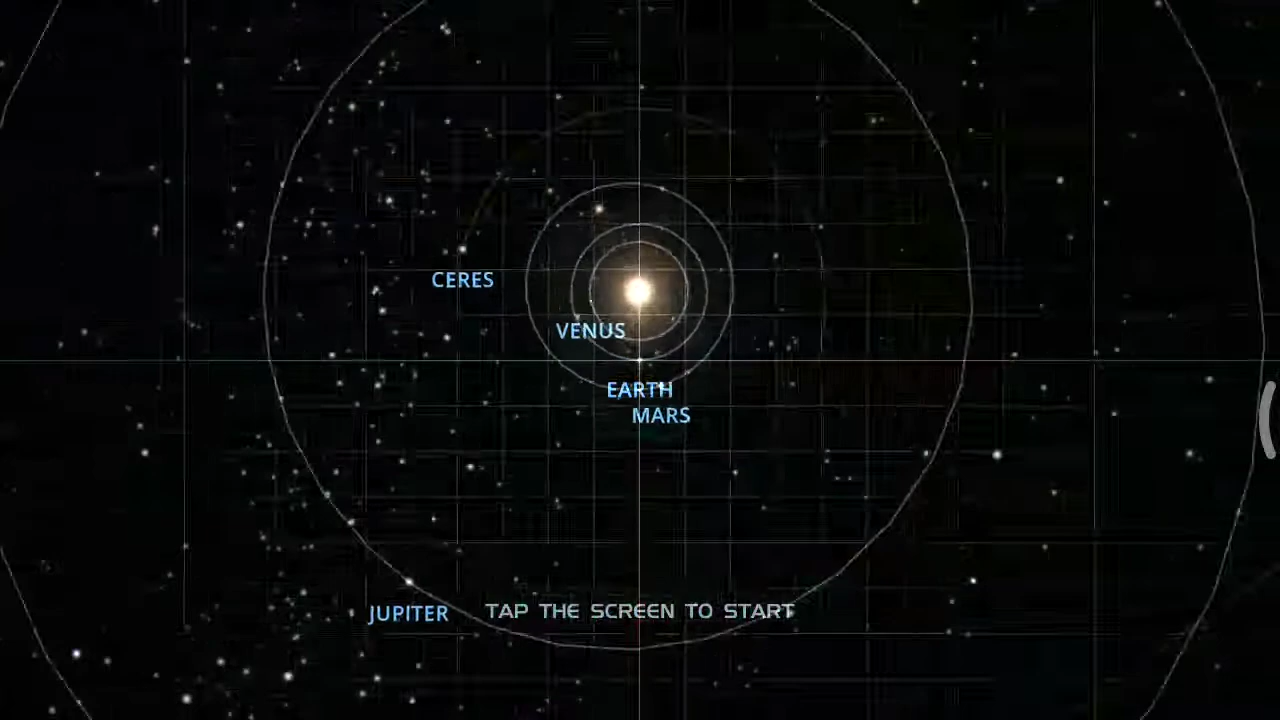 CERES
VENUS
EARTH
MARS
JUPITER
TAP THE SCREEN TO START